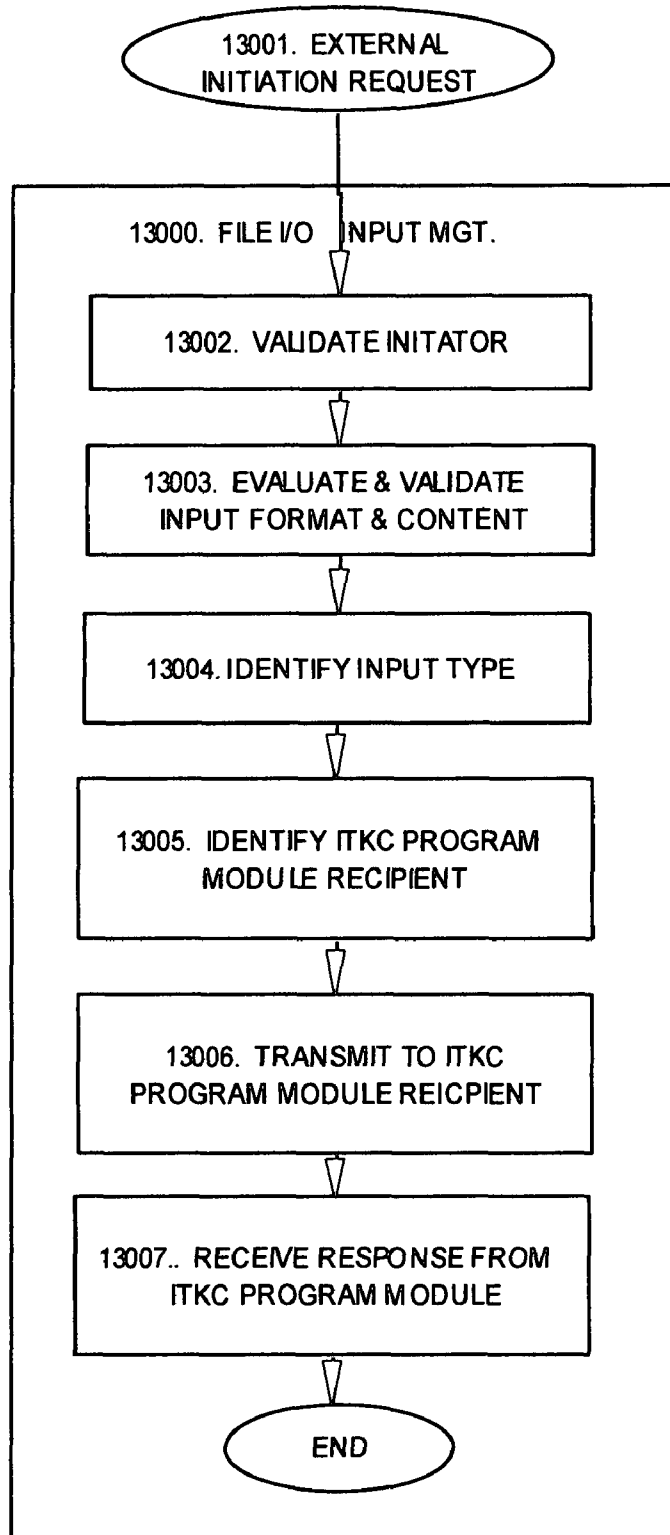 13001. EXTERNAL
INITIATION REQUEST
13000. FILE I/O INPUT MGT.
13002. VALIDATE INITATOR
13003. EVALUATE & VALIDATE
INPUT FORMAT & CONTENT
13004. IDENTIFY INPUT TYPE
13005. IDENTIFY ITKC PROGRAM
MODULE RECIPIENT
13006. TRANSMIT TO ITKC
PROGRAM MODULE REICPIENT
13007.. RECEIVE RESPONSE FROM
ITKC PROGRAM MODULE
END